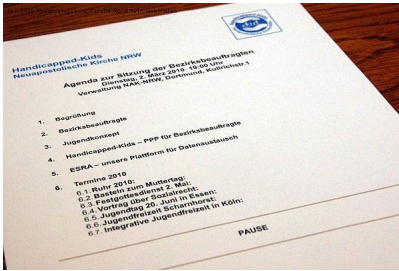 Handicapped-Kids
Neuapostolische Kirche NRW
Agenda zur Sitzung der Bezirksbeauftragten
Dienstag, 2. März 2010 19:00 Uhr
Verwaltung NAK-NRW, Dortmund, Kullrichstr.1
1. Begrüßung
2. Bezirksbeauftragte
3. Jugendkonzept
4. Handicapped-Kids – PPP für Bezirksbeauftragte
5. ESRA – unsere Plattform für Datenaustausch
6. Termine 2010
6.1. Ruhr 2010:
6.2. Basteln zum Muttertag:
6.3. Festgottesdienst 2. Mai:
6.4. Vortrag über Sozialrecht:
6.5. Jugendtag 20. Juni in Essen:
6.6. Jugendfreizeit Scharnhorst:
6.7. Integrative Jugendfreizeit in Köln:
PAUSE